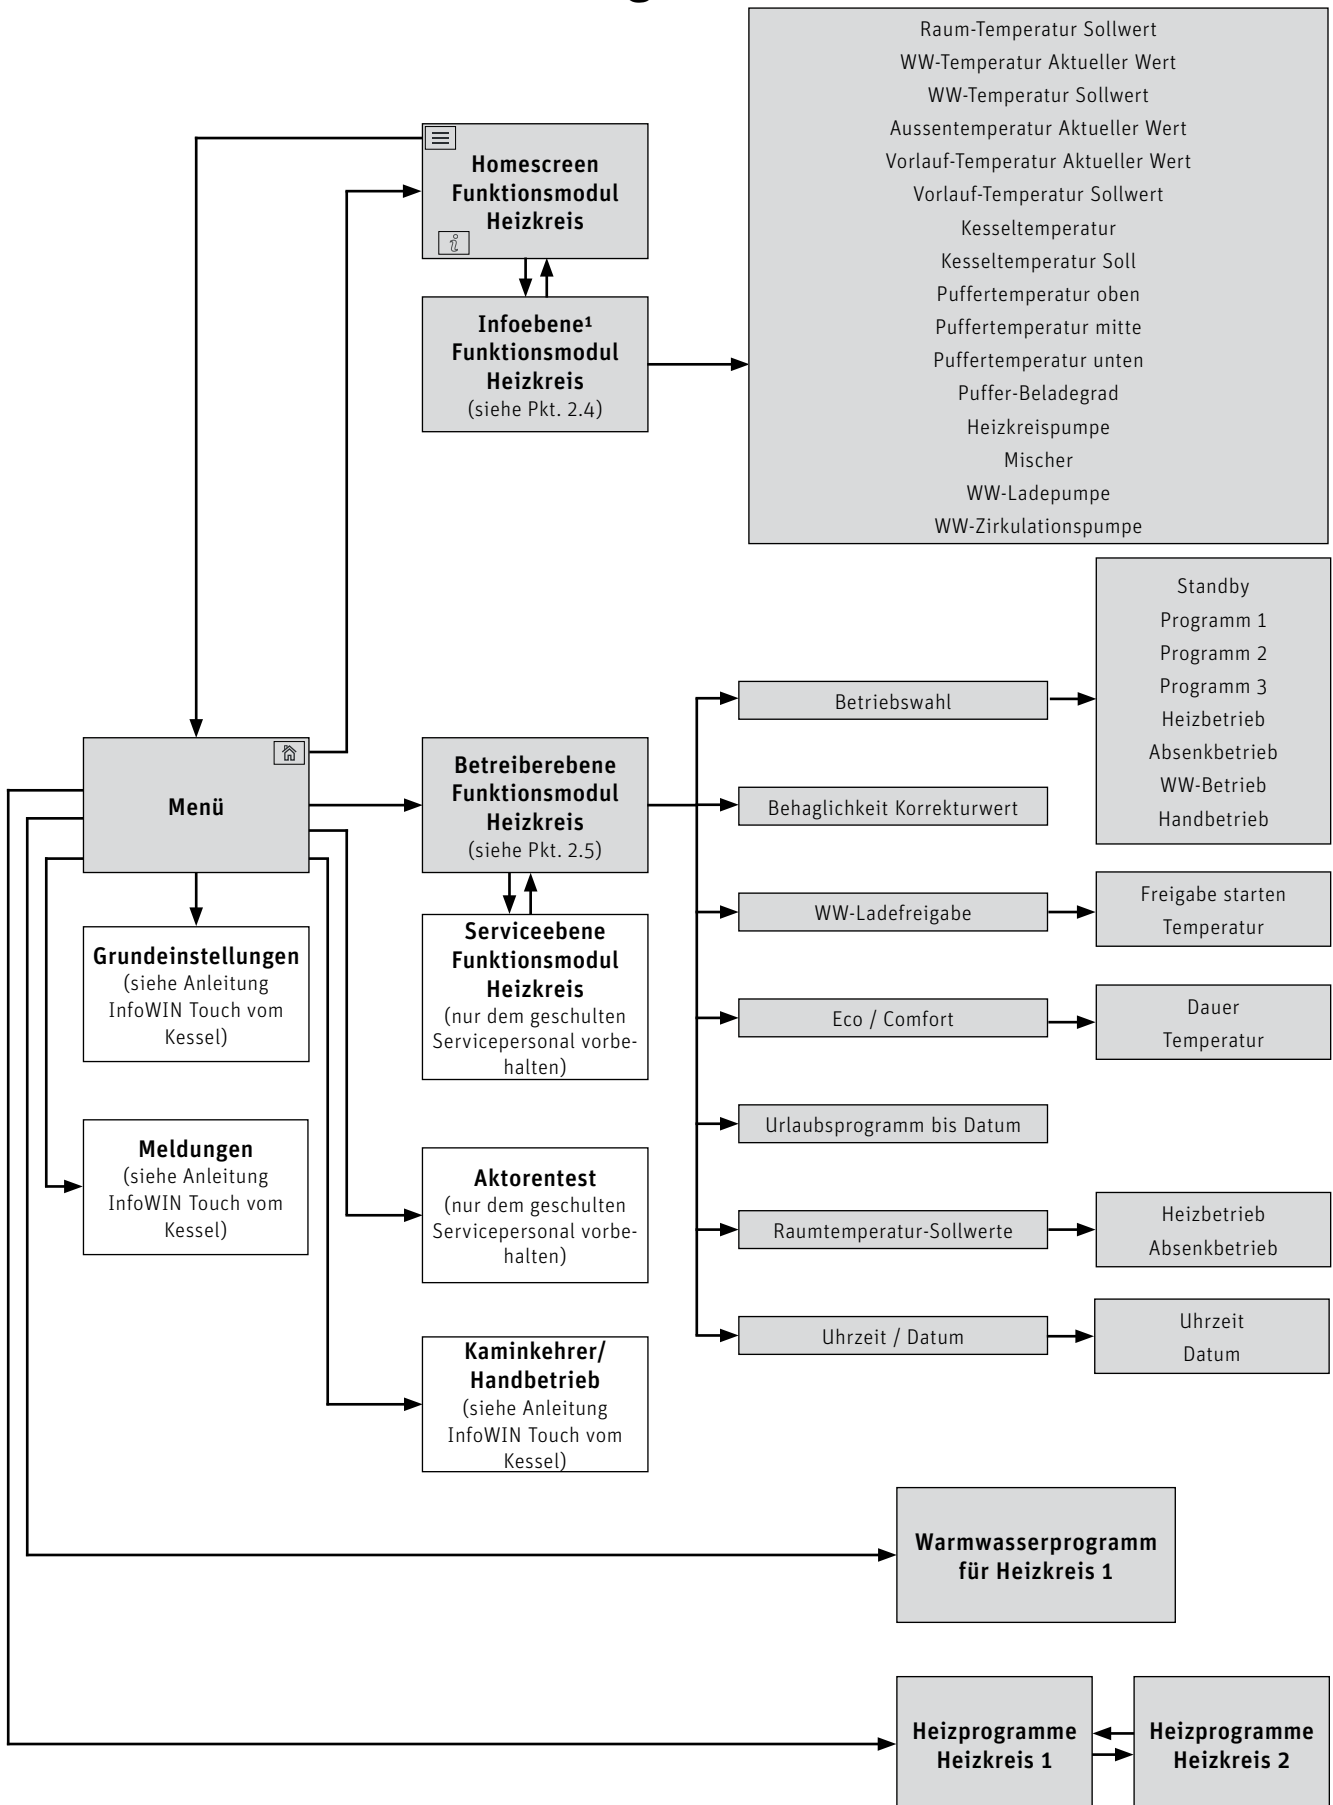 Raum-Temperatur Sollwert
WW-Temperatur Aktueller Wert
WW-Temperatur Sollwert
Aussentemperatur Aktueller Wert
Vorlauf-Temperatur Aktueller Wert
Vorlauf-Temperatur Sollwert
Kesseltemperatur
Kesseltemperatur Soll
Puffertemperatur oben
Puffertemperatur mitte
Puffertemperatur unten
Puffer-Beladegrad
Heizkreispumpe
Mischer
WW-Ladepumpe
WW-Zirkulationspumpe
Homescreen
Funktionsmodul
Heizkreis
i
Infoebene¹
Funktionsmodul
Heizkreis
(siehe Pkt. 2.4)
Menü
Betreiberebene
Funktionsmodul
Heizkreis
(siehe Pkt. 2.5)
Betriebswahl
Standby
Programm 1
Programm 2
Programm 3
Heizbetrieb
Absenkbetrieb
WW-Betrieb
Handbetrieb
Behaglichkeit Korrekturwert
WW-Ladefreigabe
Freigabe starten
Temperatur
Eco / Comfort
Dauer
Temperatur
Urlaubsprogramm bis Datum
Raumtemperatur-Sollwerte
Heizbetrieb
Absenkbetrieb
Uhrzeit / Datum
Uhrzeit
Datum
Grundeinstellungen
(siehe Anleitung
InfoWIN Touch vom
Kessel)
Serviceebene
Funktionsmodul
Heizkreis
(nur dem geschulten
Servicepersonal vorbe-
halten)
Meldungen
(siehe Anleitung
InfoWIN Touch vom
Kessel)
Aktorentest
(nur dem geschulten
Servicepersonal vorbe-
halten)
Kaminkehrer/
Handbetrieb
(siehe Anleitung
InfoWIN Touch vom
Kessel)
Warmwasserprogramm
für Heizkreis 1
Heizprogramme
Heizkreis 1
Heizprogramme
Heizkreis 2